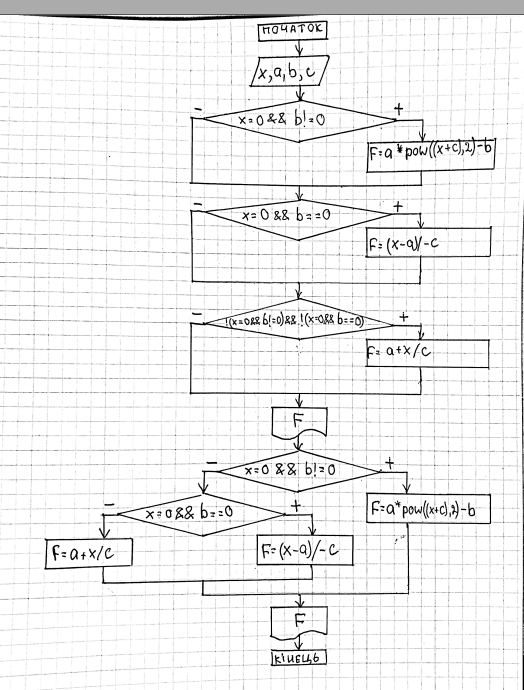 ПОЧАТОК
x, a, b, c
x=0 && b!=0
-
+
F=a*pow((x+c),2)-b
x=0 && b==0
-
+
F=(x-a)/-c
!(x=0&&b!=0)&&!(x=0&&b==0)
-
+
F=a+x/c
F
x=0 && b!=0
-
+
x=0 && b==0
-
+
F=a*pow((x+c),2)-b
F=a+x/c
F=(x-a)/-c
F
КІНЕЦЬ